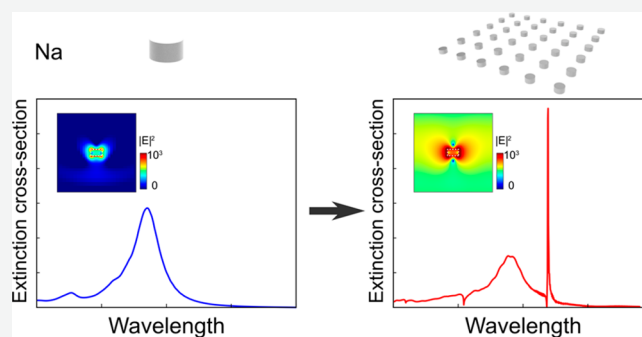 Na
Extinction cross-section
|E|²
10³
0
Wavelength
Extinction cross-section
|E|²
10³
0
Wavelength